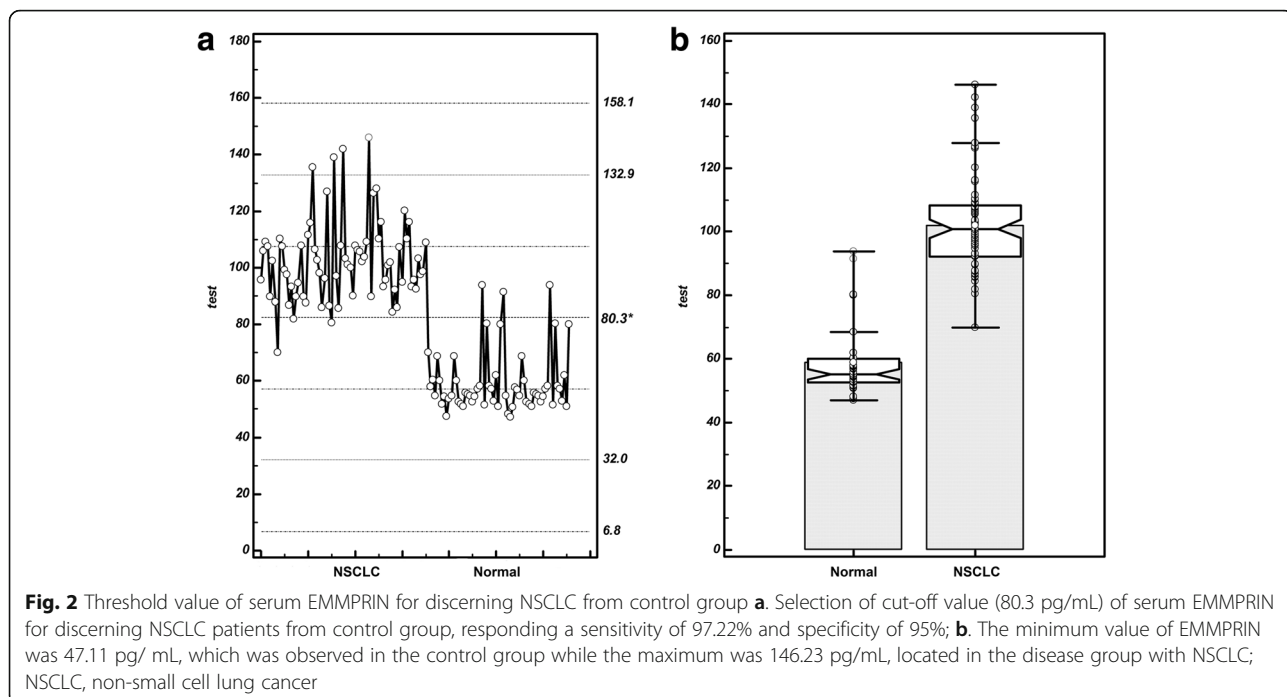 a
180
160
140
120
100
80
60
40
20
0
test
158.1
132.9
80.3*
32.0
6.8
NSCLC Normal
b
160
140
120
100
80
60
40
20
0
test
Normal NSCLC
Fig. 2 Threshold value of serum EMMPRIN for discerning NSCLC from control group a. Selection of cut-off value (80.3 pg/mL) of serum EMMPRIN
for discerning NSCLC patients from control group, responding a sensitivity of 97.22% and specificity of 95%; b. The minimum value of EMMPRIN
was 47.11 pg/ mL, which was observed in the control group while the maximum was 146.23 pg/mL, located in the disease group with NSCLC;
NSCLC, non-small cell lung cancer